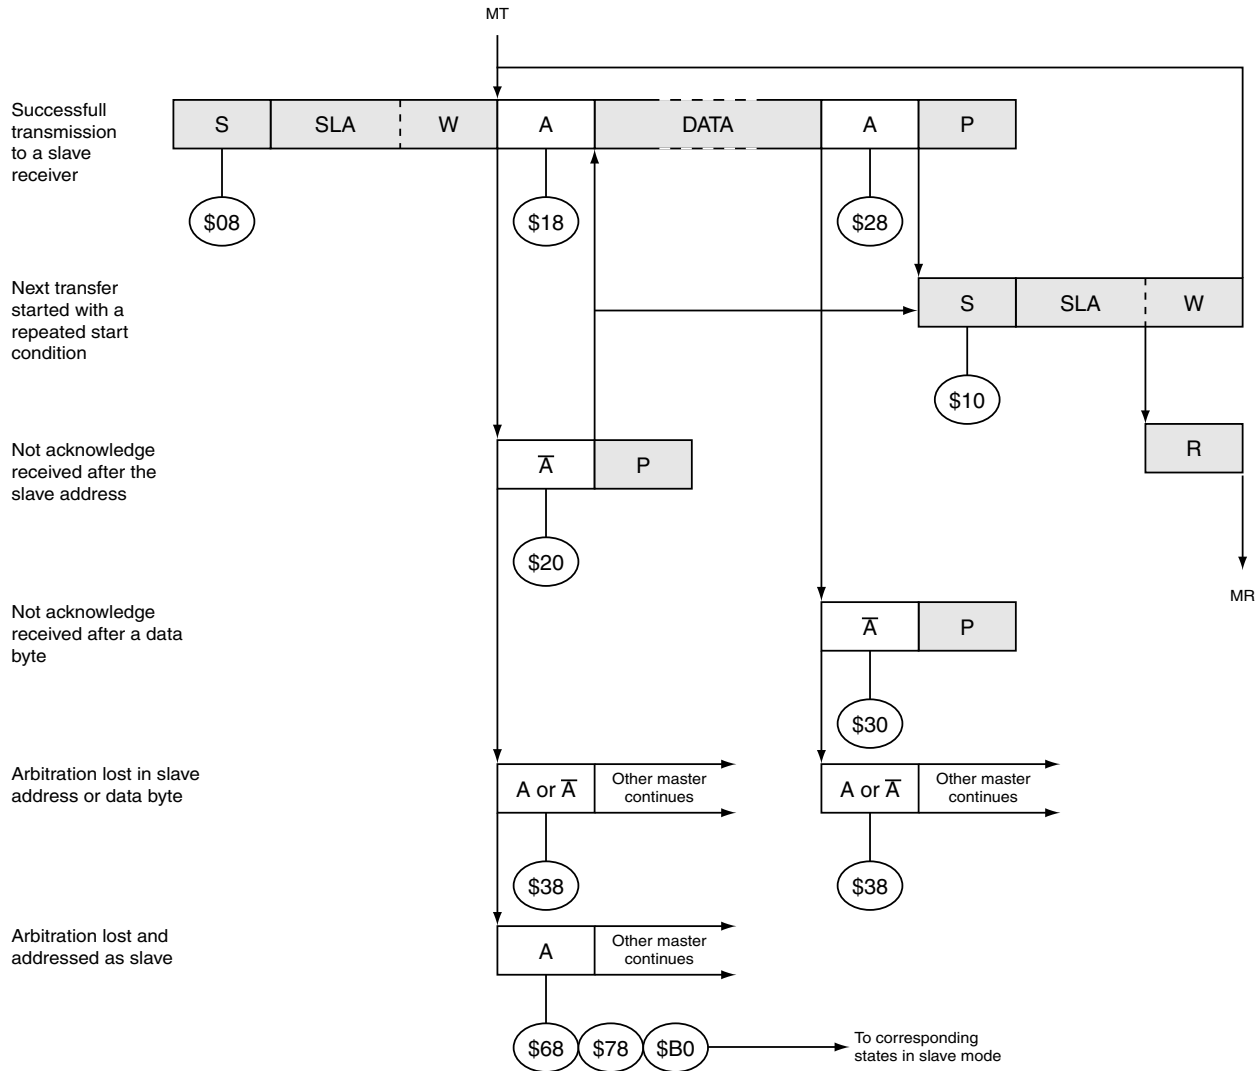 MT
Successfull
transmission
to a slave
receiver
S
SLA
W
A
DATA
A
P
$08
$18
$28
Next transfer
started with a
repeated start
condition
S
SLA
W
$10
Not acknowledge
received after the
slave address
A̅
P
R
$20
MR
Not acknowledge
received after a data
byte
A̅
P
$30
Arbitration lost in slave
address or data byte
A or A̅
Other master
continues
A or A̅
Other master
continues
$38
$38
Arbitration lost and
addressed as slave
A
Other master
continues
$68
$78
$B0
To corresponding
states in slave mode